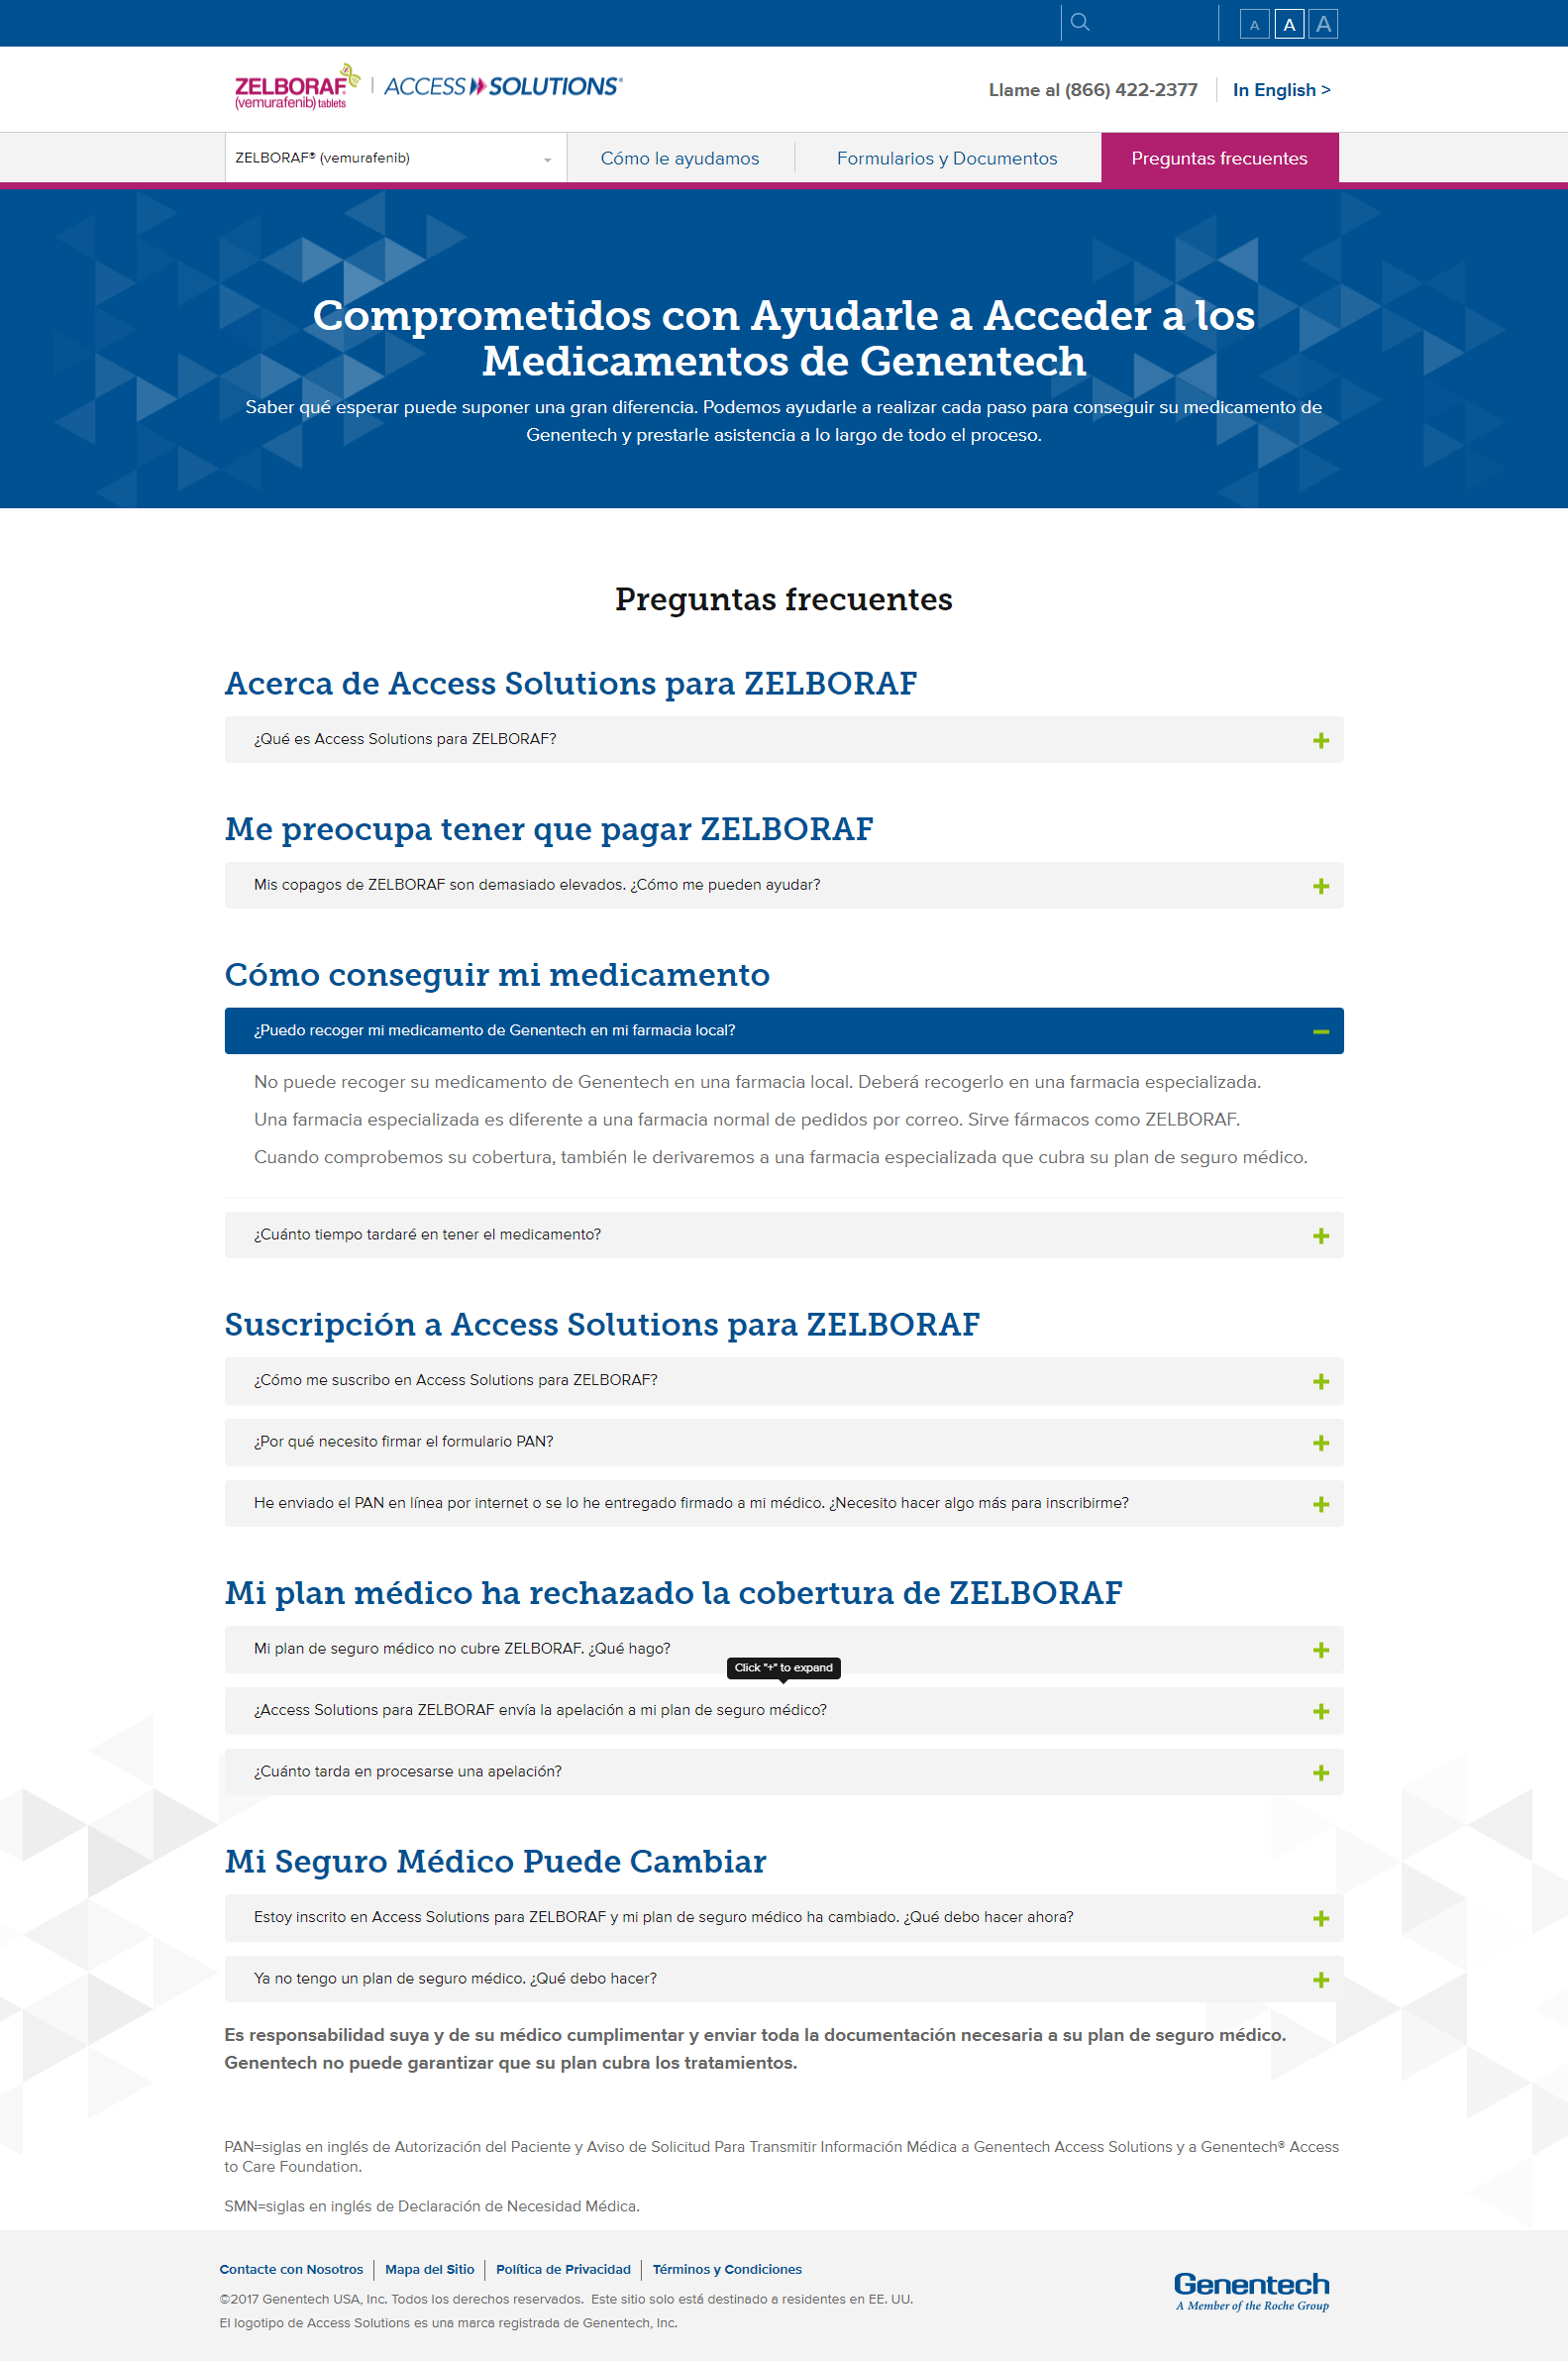 A A A
ZELBORAF® (vemurafenib) tablets | ACCESS SOLUTIONS®
Llame al (866) 422-2377
In English >
ZELBORAF® (vemurafenib)
Cómo le ayudamos
Formularios y Documentos
Preguntas frecuentes
Comprometidos con Ayudarle a Acceder a los
Medicamentos de Genentech
Saber qué esperar puede suponer una gran diferencia. Podemos ayudarle a realizar cada paso para conseguir su medicamento de
Genentech y prestarle asistencia a lo largo de todo el proceso.
Preguntas frecuentes
Acerca de Access Solutions para ZELBORAF
¿Qué es Access Solutions para ZELBORAF?
Me preocupa tener que pagar ZELBORAF
Mis copagos de ZELBORAF son demasiado elevados. ¿Cómo me pueden ayudar?
Cómo conseguir mi medicamento
¿Puedo recoger mi medicamento de Genentech en mi farmacia local?
No puede recoger su medicamento de Genentech en una farmacia local. Deberá recogerlo en una farmacia especializada.
Una farmacia especializada es diferente a una farmacia normal de pedidos por correo. Sirve fármacos como ZELBORAF.
Cuando comprobemos su cobertura, también le derivaremos a una farmacia especializada que cubra su plan de seguro médico.
¿Cuánto tiempo tardaré en tener el medicamento?
Suscripción a Access Solutions para ZELBORAF
¿Cómo me suscribo en Access Solutions para ZELBORAF?
¿Por qué necesito firmar el formulario PAN?
He enviado el PAN en línea por internet o se lo he entregado firmado a mi médico. ¿Necesito hacer algo más para inscribirme?
Mi plan médico ha rechazado la cobertura de ZELBORAF
Mi plan de seguro médico no cubre ZELBORAF. ¿Qué hago?
Click "+" to expand
¿Access Solutions para ZELBORAF envía la apelación a mi plan de seguro médico?
¿Cuánto tarda en procesarse una apelación?
Mi Seguro Médico Puede Cambiar
Estoy inscrito en Access Solutions para ZELBORAF y mi plan de seguro médico ha cambiado. ¿Qué debo hacer ahora?
Ya no tengo un plan de seguro médico. ¿Qué debo hacer?
Es responsabilidad suya y de su médico cumplimentar y enviar toda la documentación necesaria a su plan de seguro médico.
Genentech no puede garantizar que su plan cubra los tratamientos.
PAN=siglas en inglés de Autorización del Paciente y Aviso de Solicitud Para Transmitir Información Médica a Genentech Access Solutions y a Genentech® Access
to Care Foundation.
SMN=siglas en inglés de Declaración de Necesidad Médica.
Contacte con Nosotros | Mapa del Sitio | Política de Privacidad | Términos y Condiciones
©2017 Genentech USA, Inc. Todos los derechos reservados. Este sitio solo está destinado a residentes en EE. UU.
El logotipo de Access Solutions es una marca registrada de Genentech, Inc.
Genentech
A Member of the Roche Group